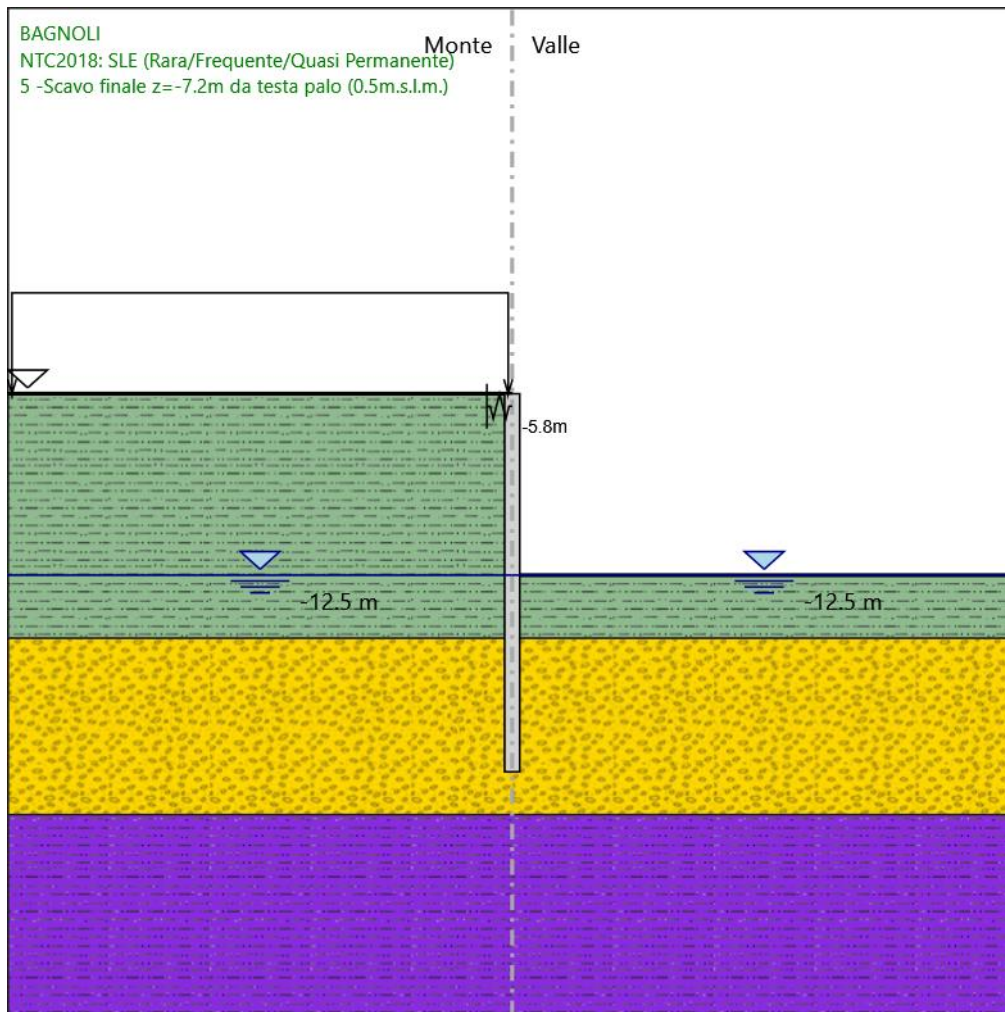 BAGNOLI
Monte
Valle
NTC2018: SLE (Rara/Frequente/Quasi Permanente)
5 -Scavo finale z=-7.2m da testa palo (0.5m.s.l.m.)
-5.8m
-12.5 m
-12.5 m